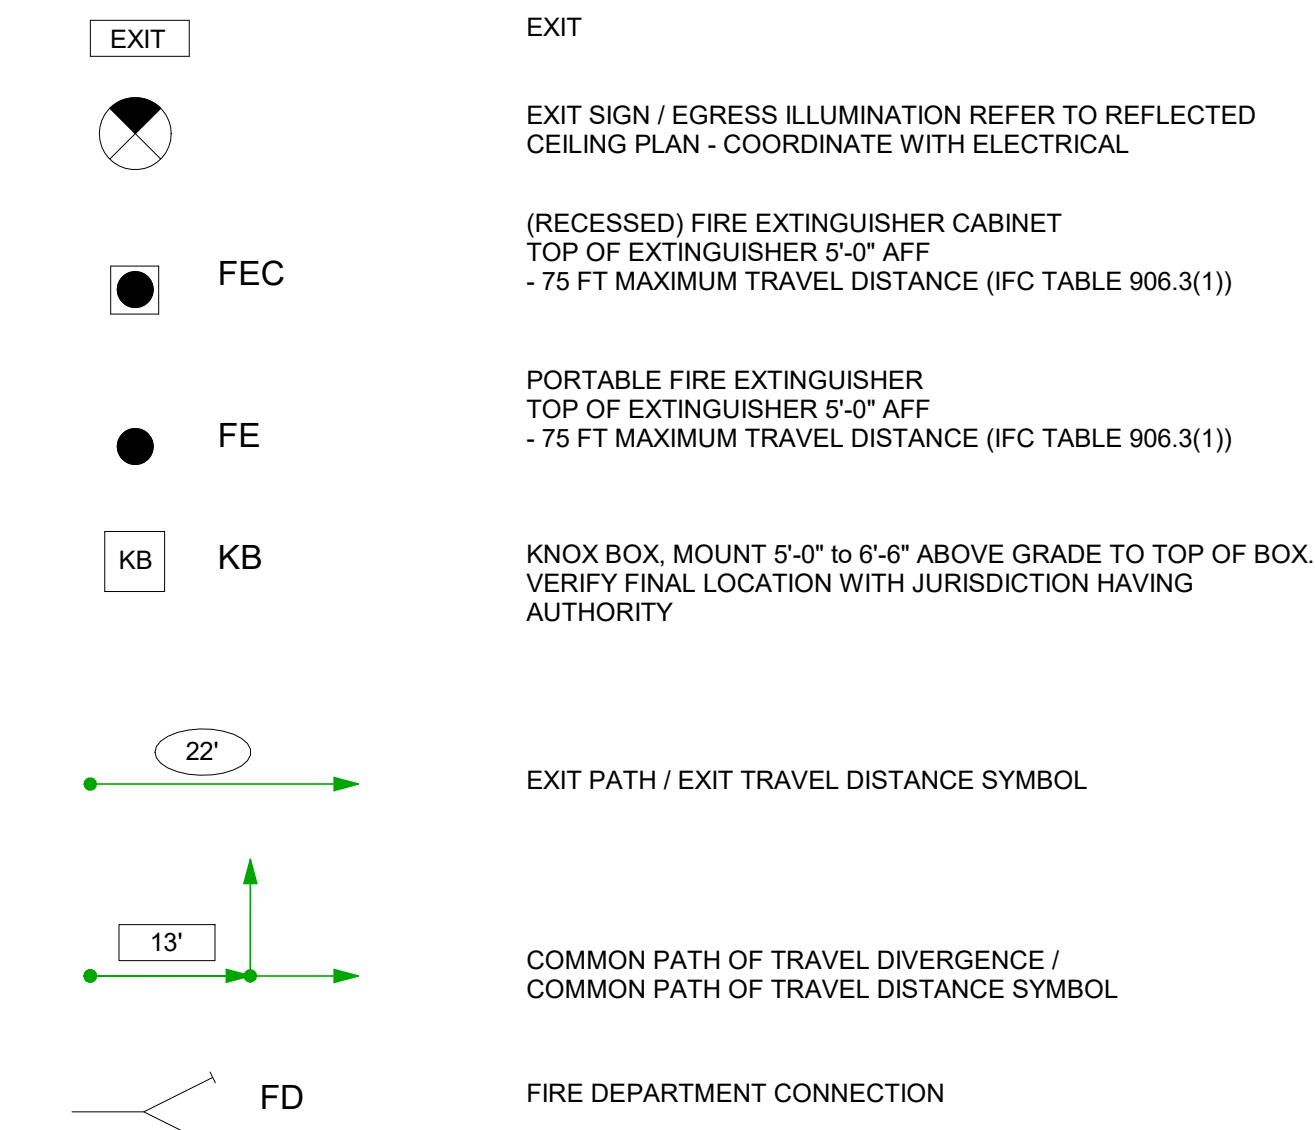 EXIT EXIT
EXIT SIGN / EGRESS ILLUMINATION REFER TO REFLECTED
CEILING PLAN - COORDINATE WITH ELECTRICAL
(RECESSED) FIRE EXTINGUISHER CABINET
TOP OF EXTINGUISHER 5'-0" AFF
FEC
- 75 FT MAXIMUM TRAVEL DISTANCE (IFC TABLE 906.3(1))
PORTABLE FIRE EXTINGUISHER
TOP OF EXTINGUISHER 5'-0" AFF
FE
- 75 FT MAXIMUM TRAVEL DISTANCE (IFC TABLE 906.3(1))
KB KB
KNOX BOX, MOUNT 5'-0" to 6'-6" ABOVE GRADE TO TOP OF BOX.
VERIFY FINAL LOCATION WITH JURISDICTION HAVING
AUTHORITY
22'
EXIT PATH / EXIT TRAVEL DISTANCE SYMBOL
13'
COMMON PATH OF TRAVEL DIVERGENCE /
COMMON PATH OF TRAVEL DISTANCE SYMBOL
FD FIRE DEPARTMENT CONNECTION